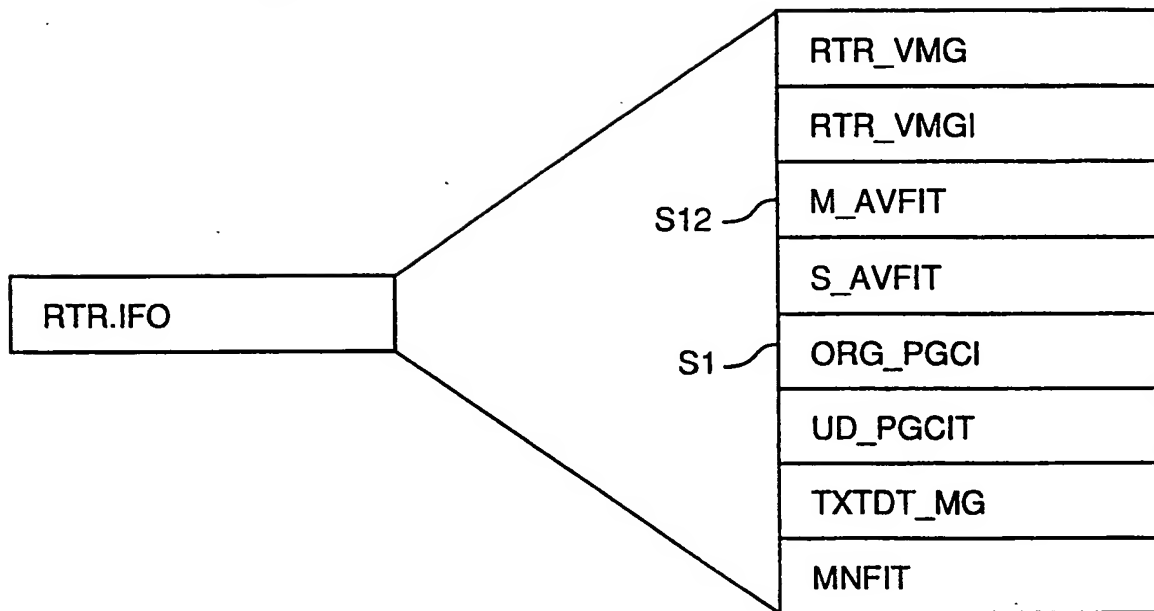 RTR_VMG
RTR_VMGI
S12
M_AVFIT
S_AVFIT
RTR.IFO
S1
ORG_PGCI
UD_PGCIT
TXTDT_MG
MNFIT